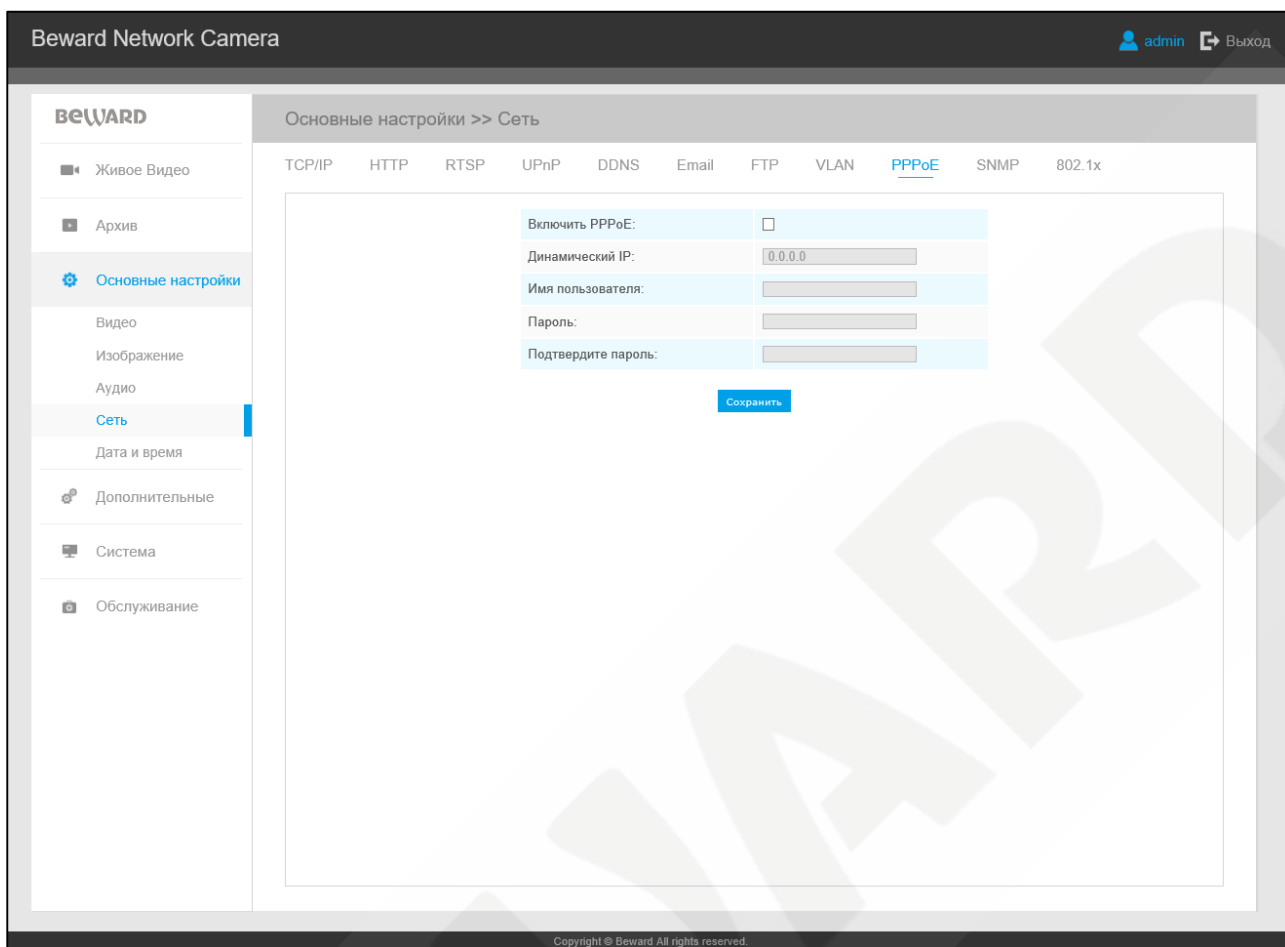 Beward Network Camera
admin Выход
BEWARD
Основные настройки >> Сеть
TCP/IP HTTP RTSP UPnP DDNS Email FTP VLAN PPPoE SNMP 802.1x
Живое Видео
Архив
Основные настройки
Видео
Изображение
Аудио
Сеть
Дата и время
Дополнительные
Система
Обслуживание
Включить PPPoE:
Динамический IP: 0.0.0.0
Имя пользователя:
Пароль:
Подтвердите пароль:
Сохранить
Copyright © Beward All rights reserved.